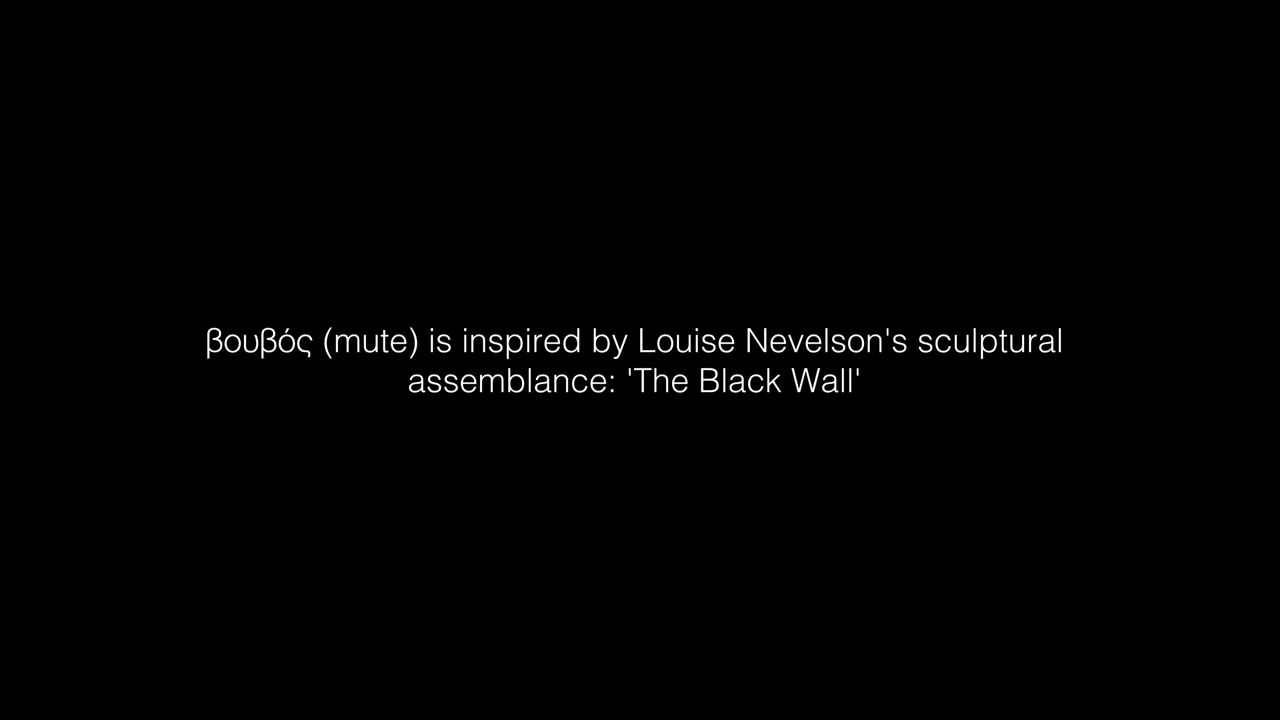 βουβός (mute) is inspired by Louise Nevelson's sculptural
assemblance: 'The Black Wall'